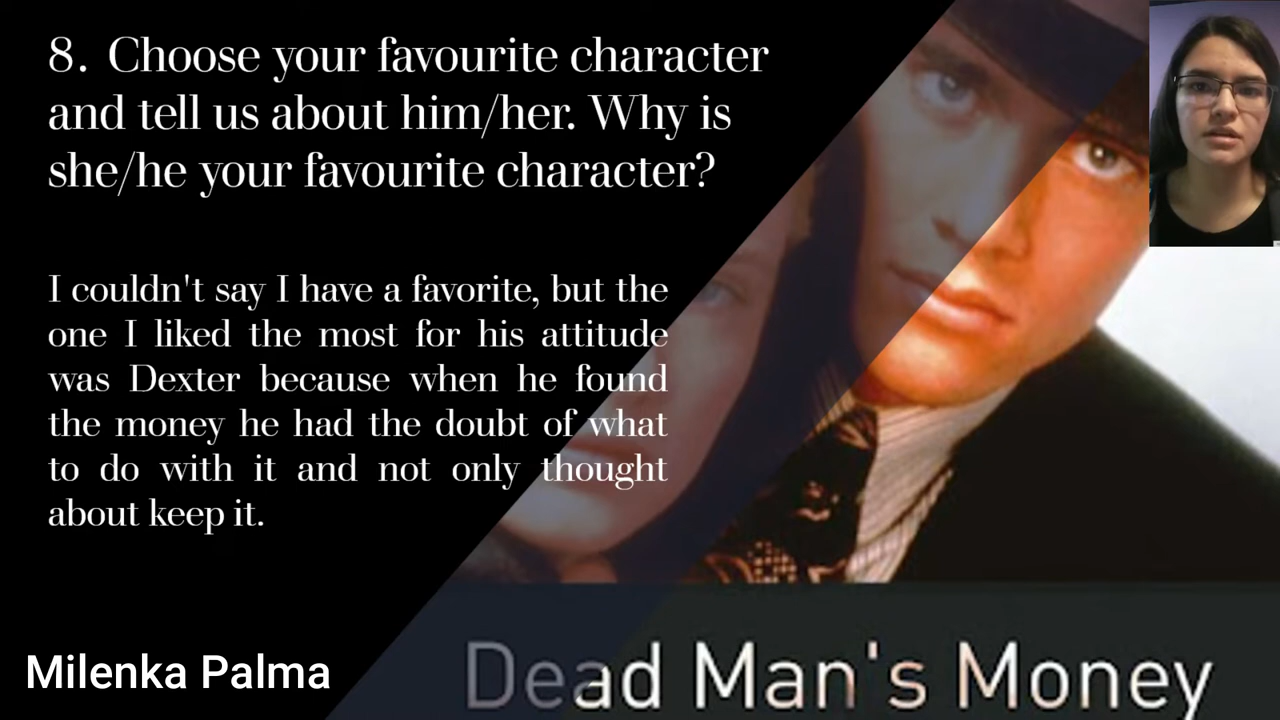 8. Choose your favourite character
and tell us about him/her. Why is
she/he your favourite character?
I couldn't say I have a favorite, but the
one I liked the most for his attitude
was Dexter because when he found
the money he had the doubt of what
to do with it and not only thought
about keep it.
Milenka Palma
Dead Man's Money